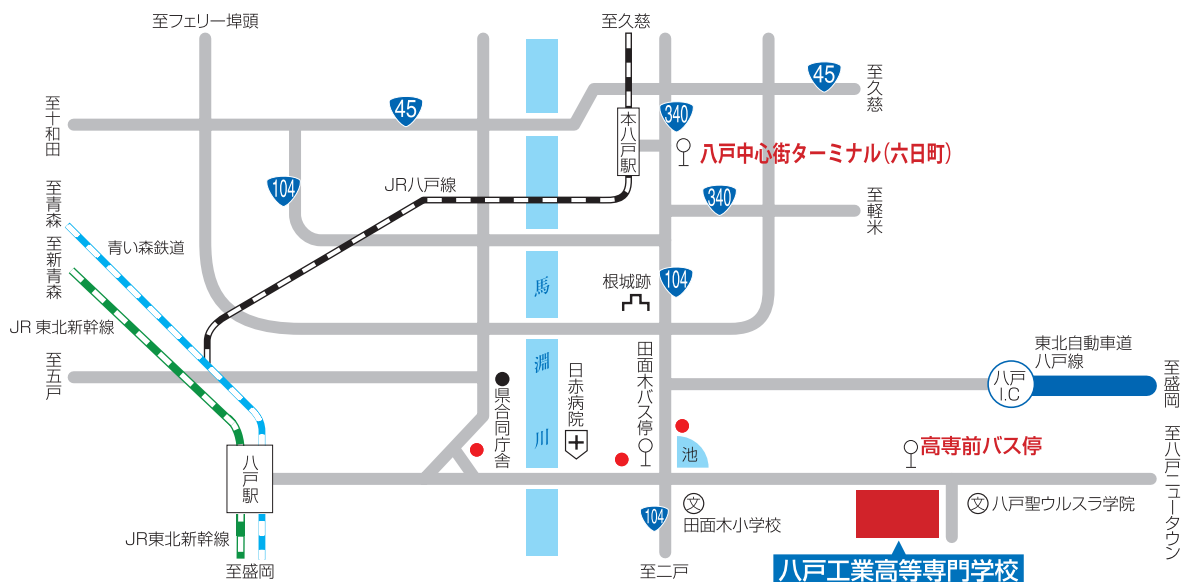 至フェリー埠頭
至久慈
45
至久慈
至十和田
45
340
本八戸駅
八戸中心街ターミナル（六日町）
104
JR八戸線
340
至軽米
至青森
青い森鉄道
至新青森
馬淵川
根城跡
104
JR 東北新幹線
東北自動車道
八戸線
八戸
I.C
至盛岡
至五戸
田面木バス停
日赤病院
県合同庁舎
池
高専前バス停
至八戸ニュータウン
八戸駅
文
田面木小学校
文
八戸聖ウルスラ学院
104
JR東北新幹線
至盛岡
至二戸
八戸工業高等専門学校